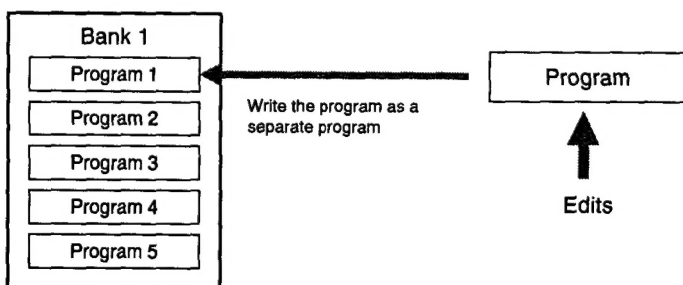 Bank 1
Program 1
Program 2
Program 3
Program 4
Program 5
Write the program as a
separate program
Program
Edits